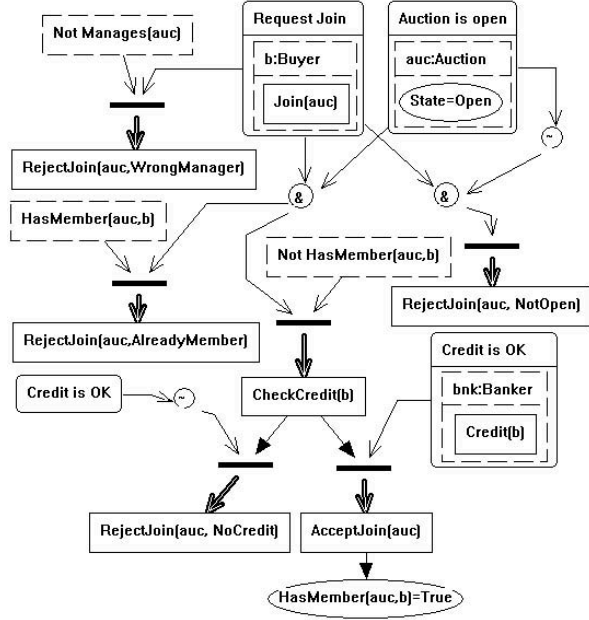 Request Join
Auction is open
Not Manages(auc)
b:Buyer
auc:Auction
Join(auc)
State=Open
~
RejectJoin(auc,WrongManager)
&
&
HasMember(auc,b)
Not HasMember(auc,b)
RejectJoin(auc, NotOpen)
RejectJoin(auc,AlreadyMember)
Credit is OK
Credit is OK
~
CheckCredit(b)
bnk:Banker
Credit(b)
RejectJoin(auc, NoCredit)
AcceptJoin(auc)
HasMember(auc,b)=True